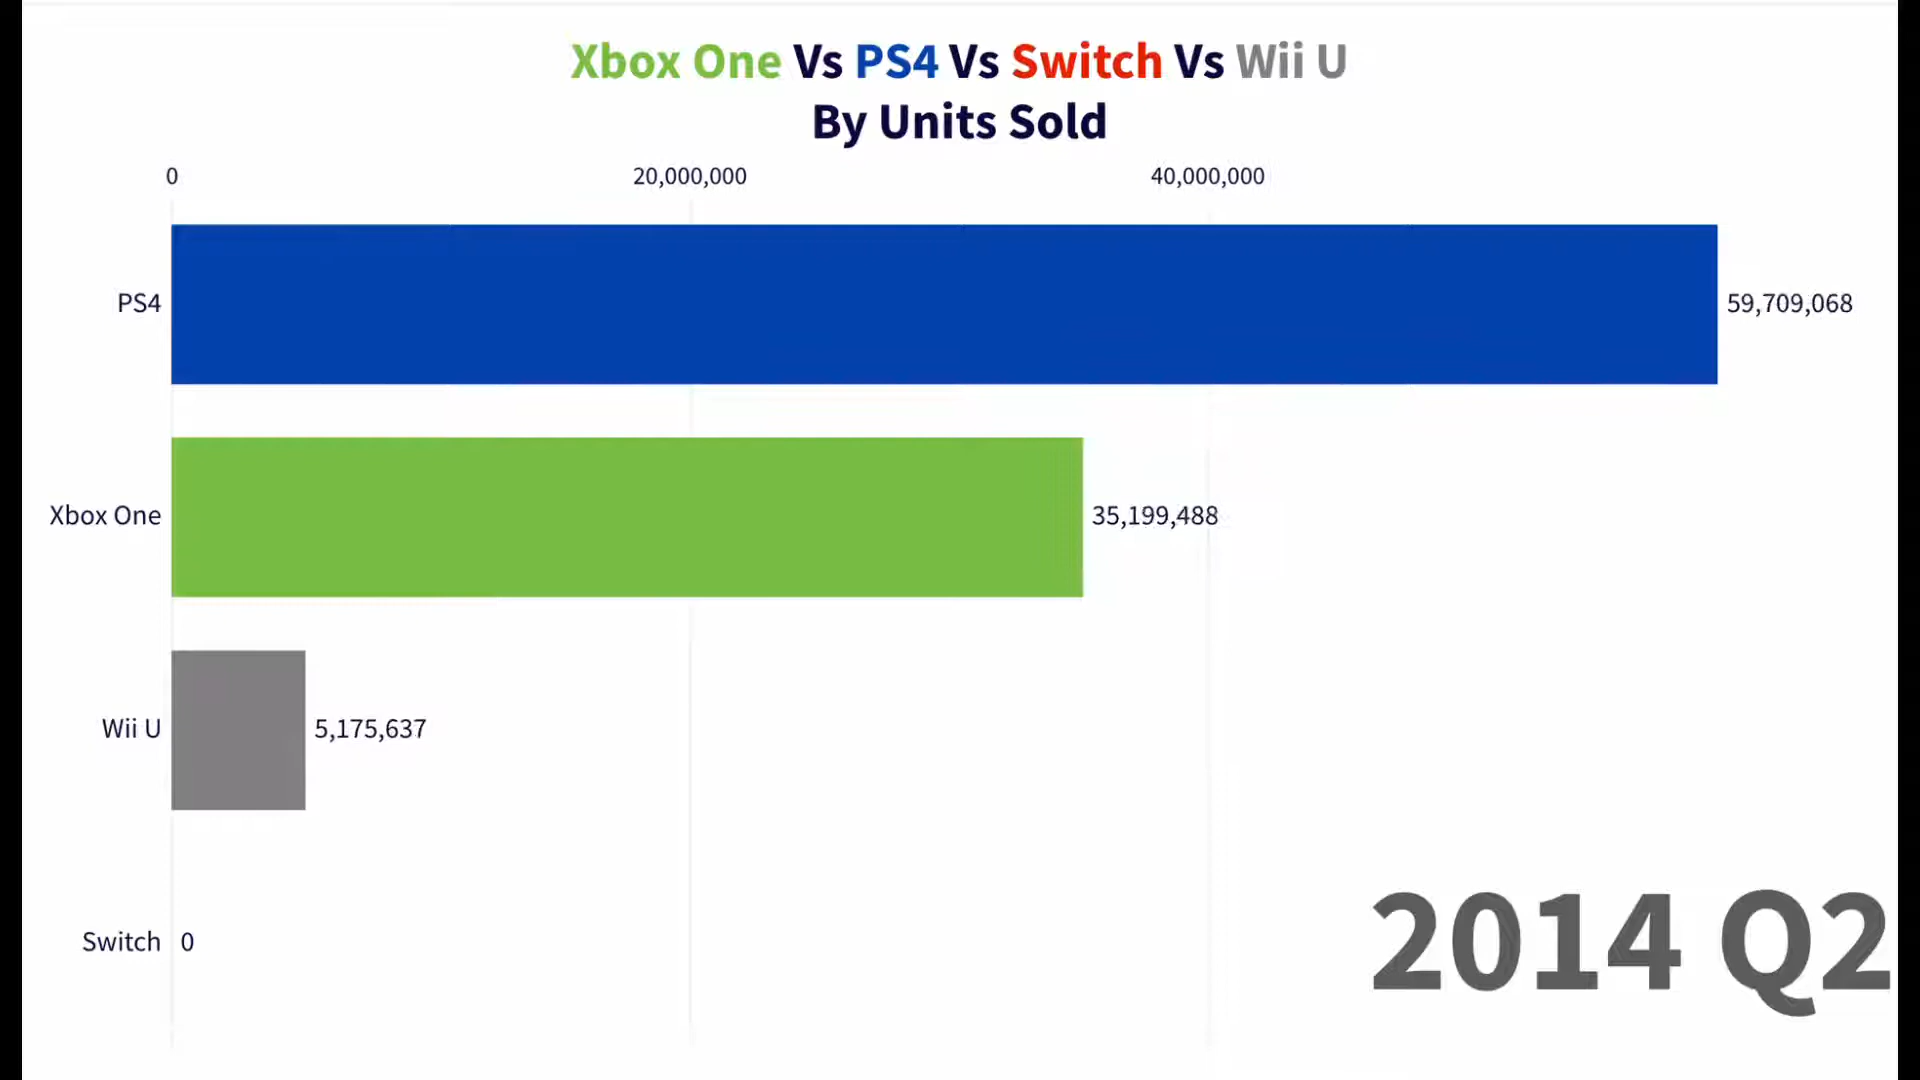 Xbox One Vs PS4 Vs Switch Vs Wii U
By Units Sold
0 20,000,000 40,000,000
PS4 59,709,068
Xbox One 35,199,488
Wii U 5,175,637
Switch 0
2014 Q2